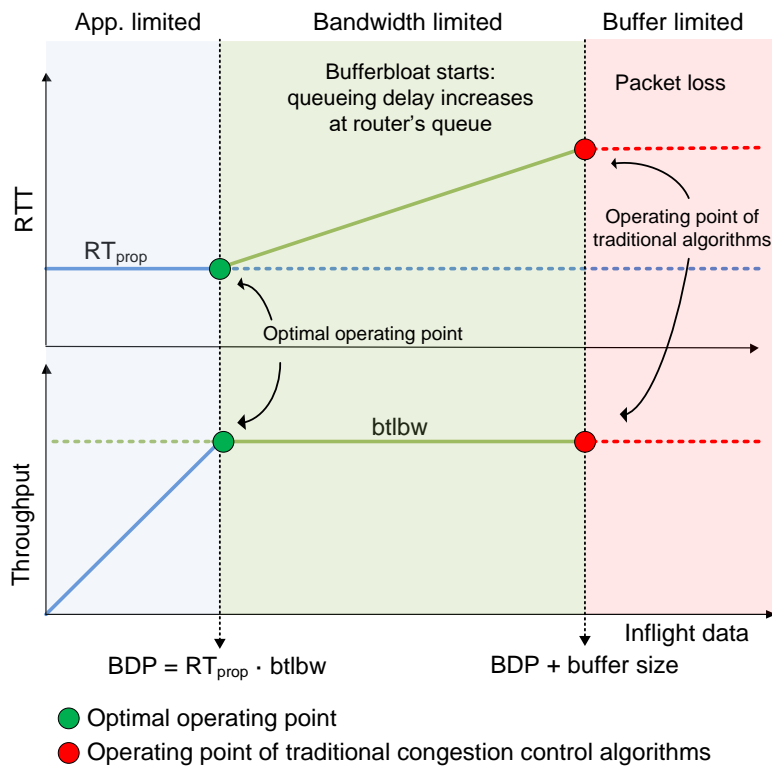 App. limited
Bandwidth limited
Buffer limited
Bufferbloat starts:
queueing delay increases
at router's queue
Packet loss
RTT
RTprop
Operating point of
traditional algorithms
Optimal operating point
Throughput
btlbw
Inflight data
BDP = RTprop · btlbw
BDP + buffer size
Optimal operating point
Operating point of traditional congestion control algorithms